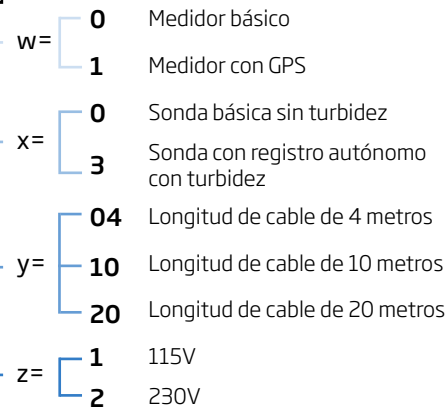 w=
0 Medidor básico
1 Medidor con GPS
x=
0 Sonda básica sin turbidez
3 Sonda con registro autónomo
con turbidez
y=
04 Longitud de cable de 4 metros
10 Longitud de cable de 10 metros
20 Longitud de cable de 20 metros
z=
1 115V
2 230V